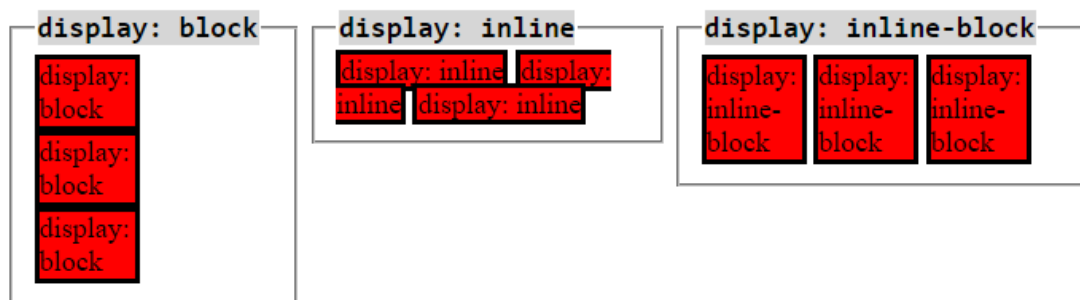 display: block
display:
block
display:
block
display:
block
display: inline
display: inline display:
inline display: inline
display: inline-block
display: display: display:
inline- inline- inline-
block block block